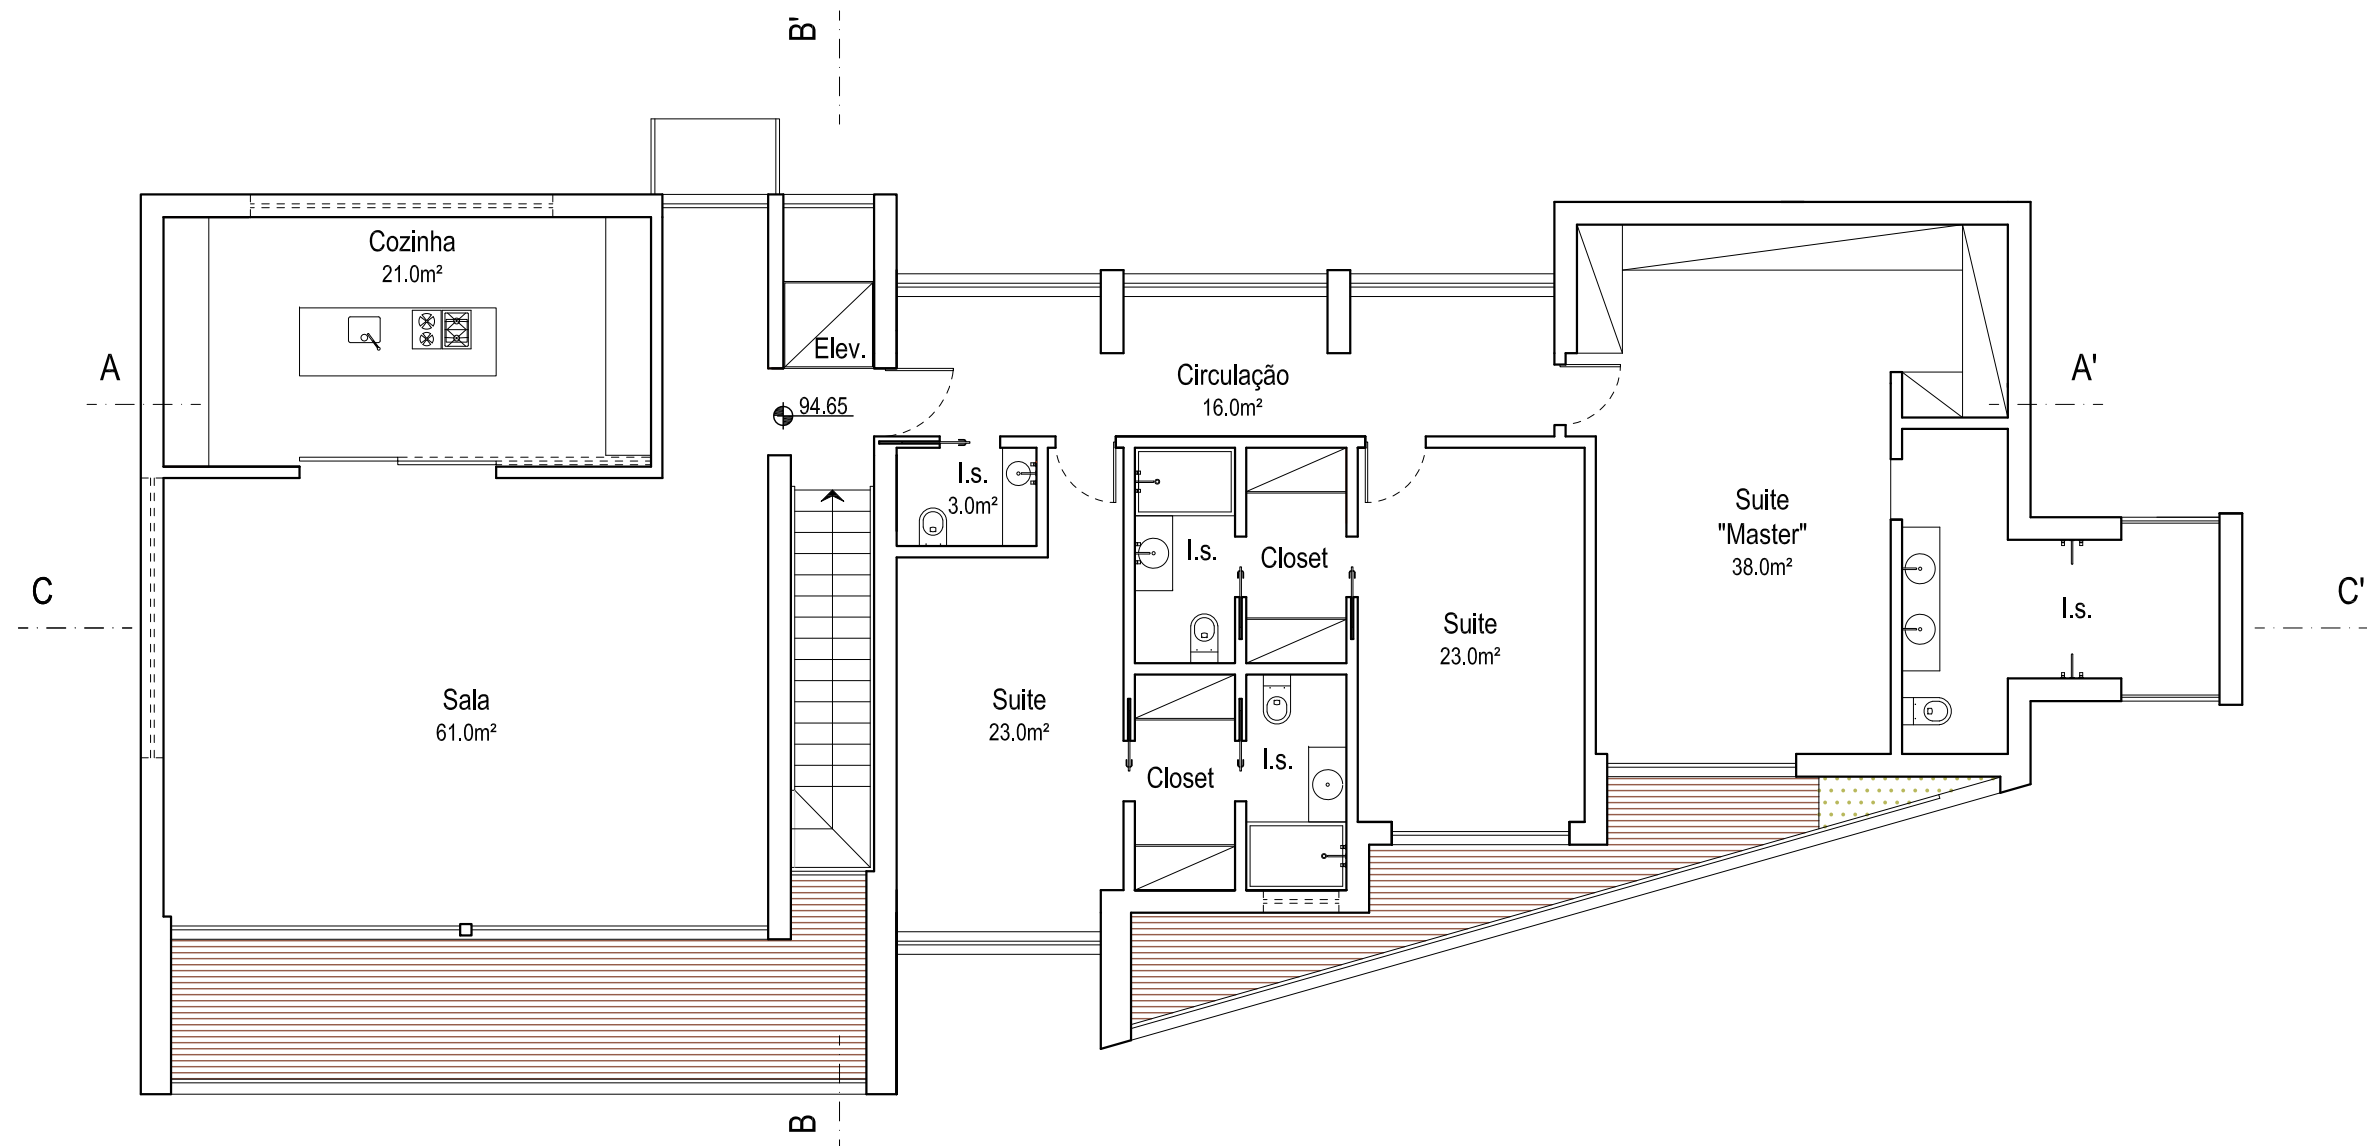 B'
Cozinha
21.0m²
Elev.
A
A'
Circulação
16.0m²
94.65
I.s.
3.0m²
Suite
"Master"
38.0m²
I.s.
Closet
C
C'
I.s.
Suite
23.0m²
Sala
61.0m²
Suite
23.0m²
Closet
I.s.
B